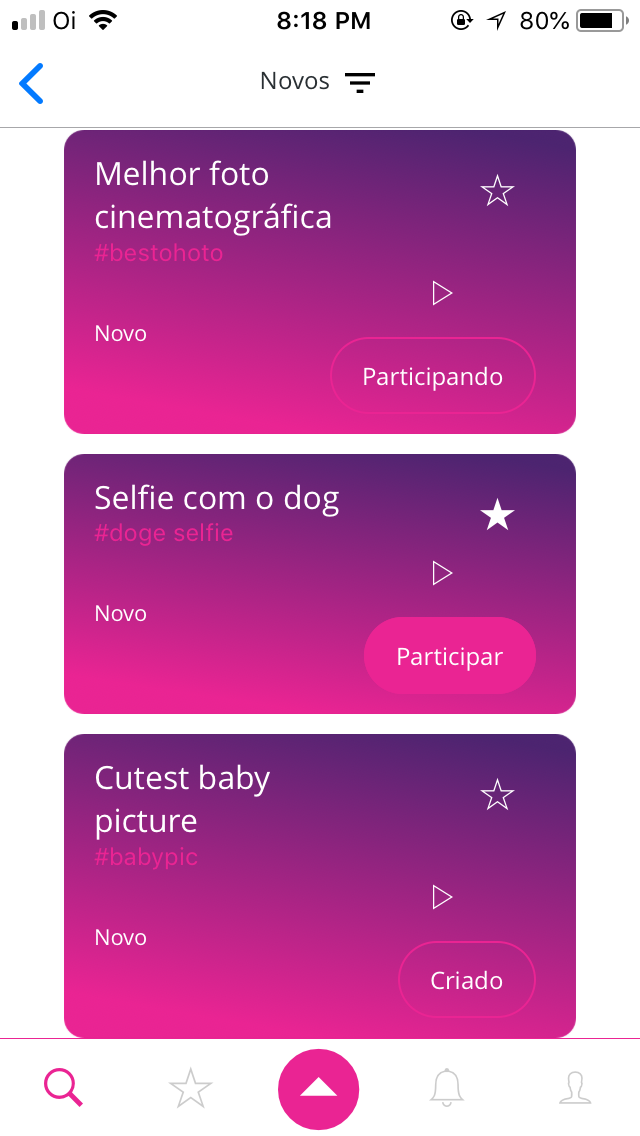 Oi 8:18 PM 80%
Novos
Melhor foto
cinematográfica
#bestohoto
Novo
Participando
Selfie com o dog
#doge selfie
Novo
Participar
Cutest baby
picture
#babypic
Novo
Criado